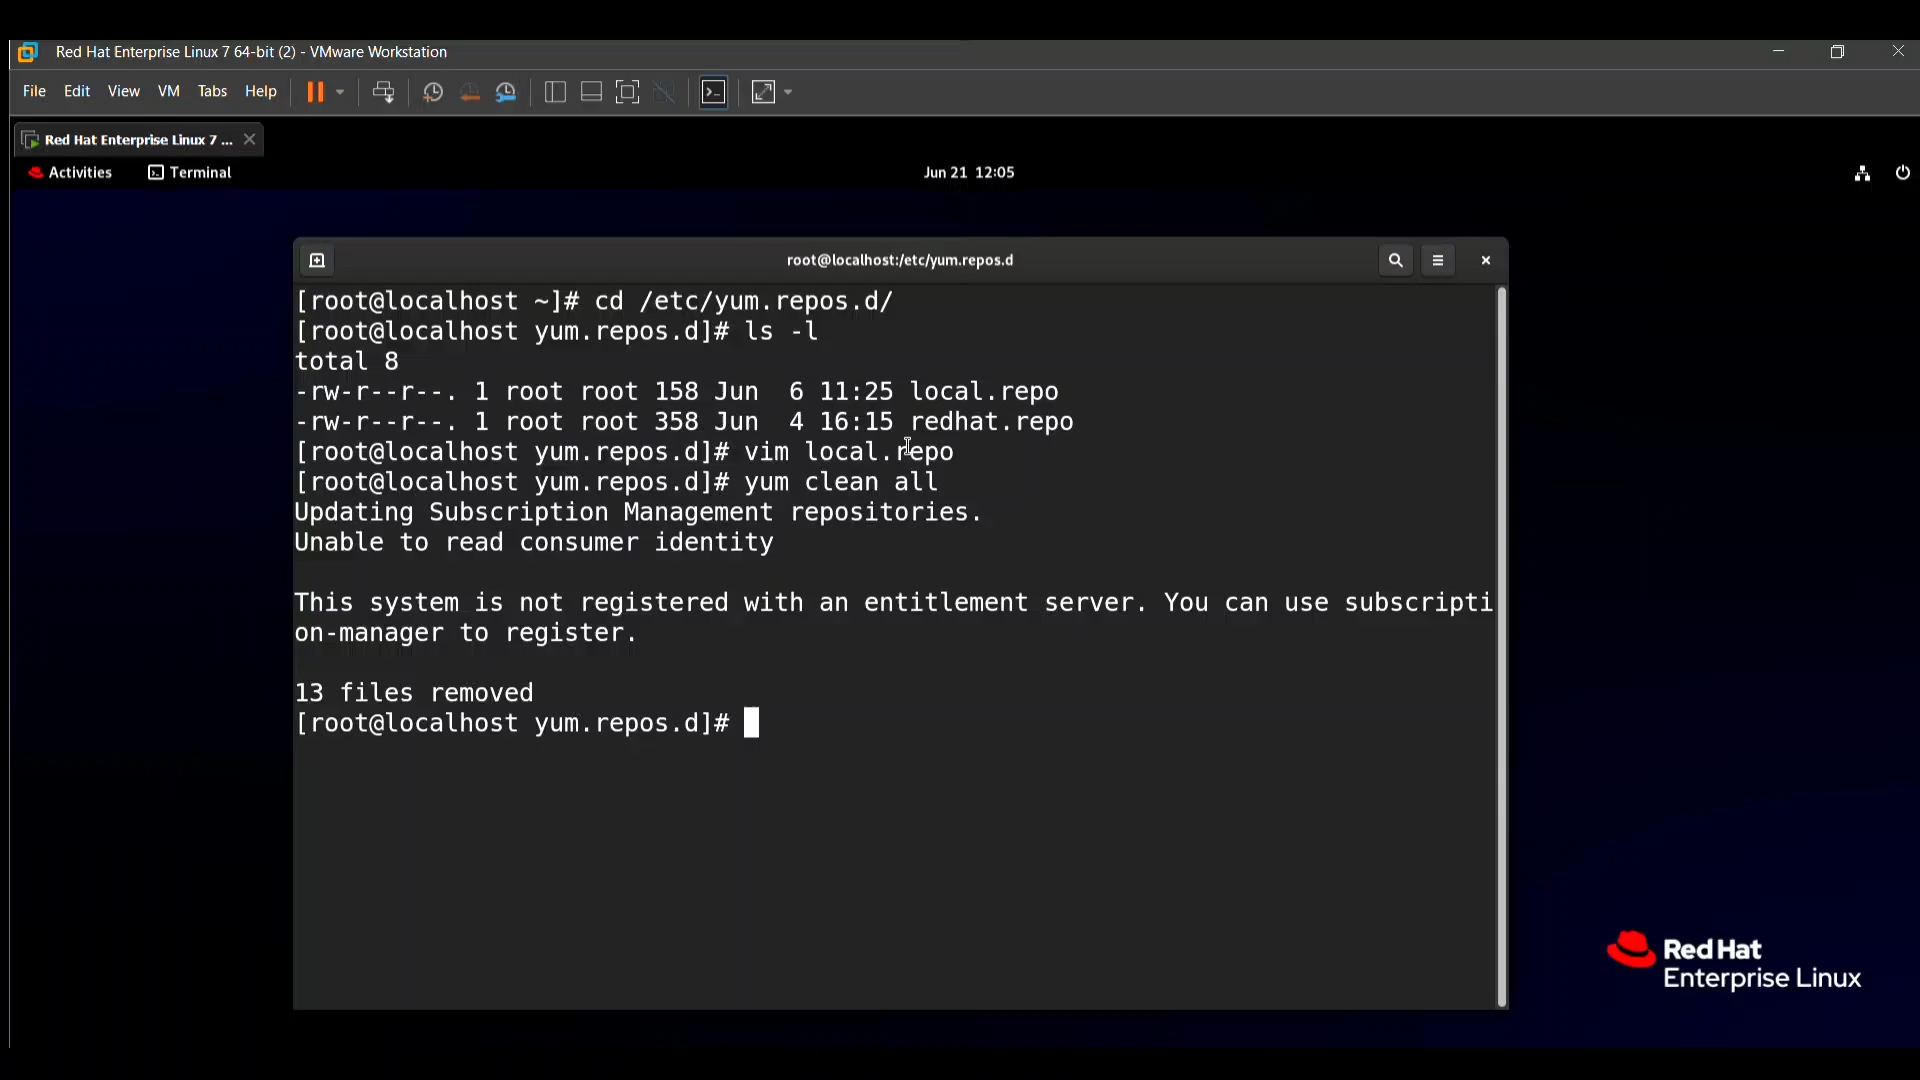 Red Hat Enterprise Linux 7 64-bit (2) - VMware Workstation
File Edit View VM Tabs Help
Red Hat Enterprise Linux 7 ...
Activities Terminal Jun 21 12:05
root@localhost:/etc/yum.repos.d
[root@localhost ~]# cd /etc/yum.repos.d/
[root@localhost yum.repos.d]# ls -l
total 8
-rw-r--r--. 1 root root 158 Jun  6 11:25 local.repo
-rw-r--r--. 1 root root 358 Jun  4 16:15 redhat.repo
[root@localhost yum.repos.d]# vim local.repo
[root@localhost yum.repos.d]# yum clean all
Updating Subscription Management repositories.
Unable to read consumer identity
This system is not registered with an entitlement server. You can use subscripti
on-manager to register.
13 files removed
[root@localhost yum.repos.d]#
Red Hat
Enterprise Linux